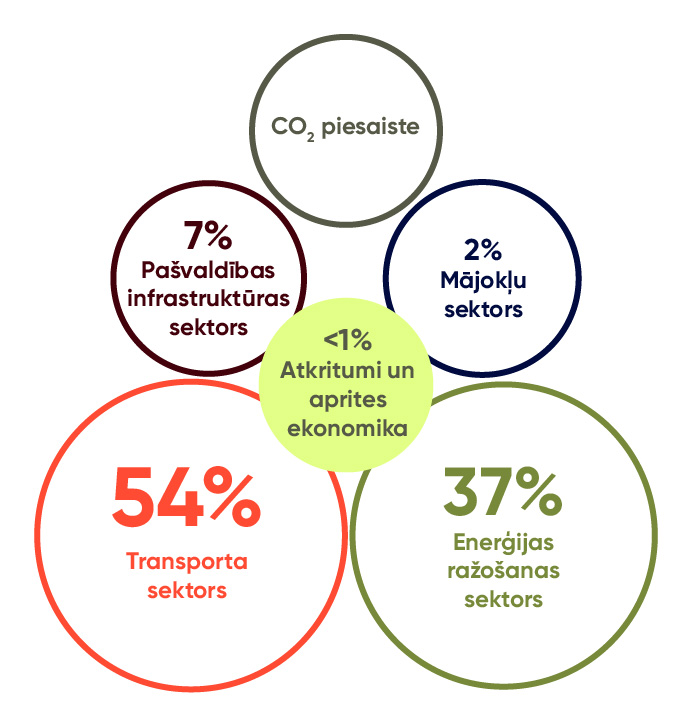 CO₂ piesaiste
7%
Pašvaldības
infrastruktūras
sektors
2%
Mājokļu
sektors
<1%
Atkritumi un
aprites
ekonomika
54%
Transporta
sektors
37%
Enerģijas
ražošanas
sektors